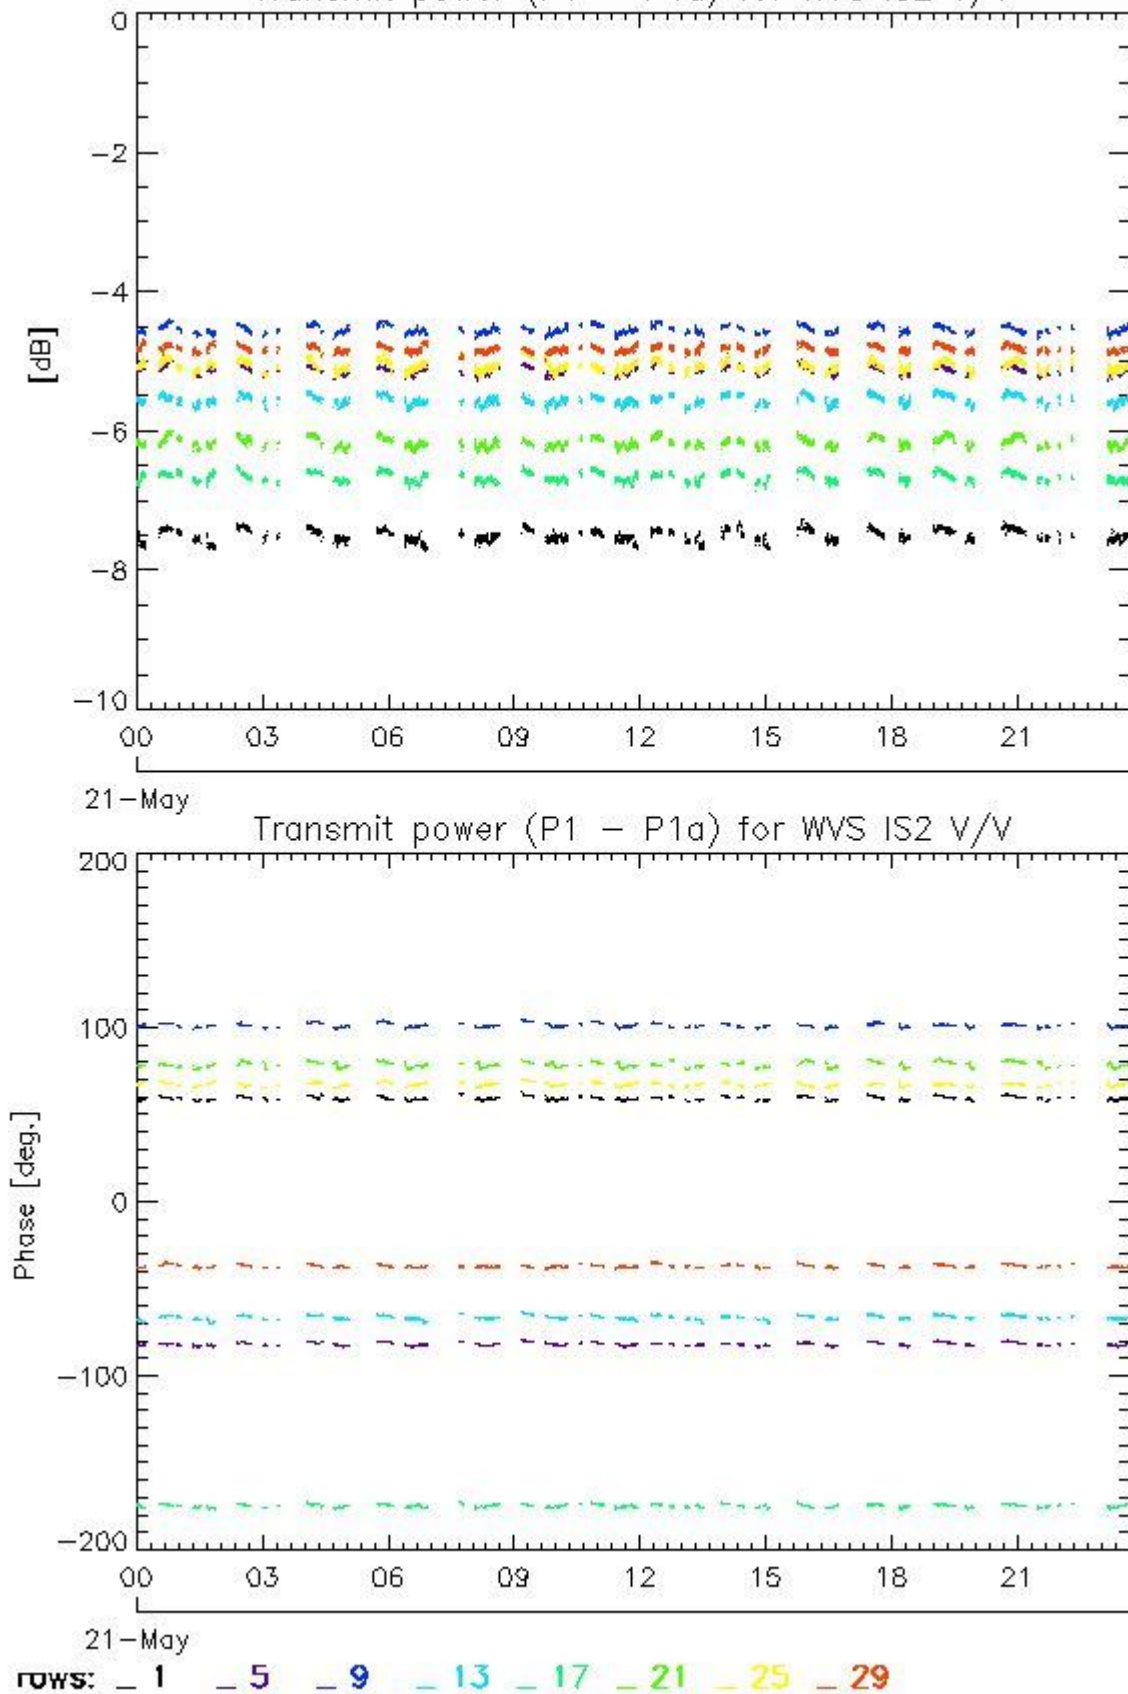 0
−2
−4
[dB]
−6
−8
−10
00 03 06 09 12 15 18 21
21−May
Transmit power (P1 − P1a) for WVS IS2 V/V
200
100
Phase [deg.]
0
−100
−200
00 03 06 09 12 15 18 21
21−May
rows: _ 1 _ 5 _ 9 _ 13 _ 17 _ 21 _ 25 _ 29